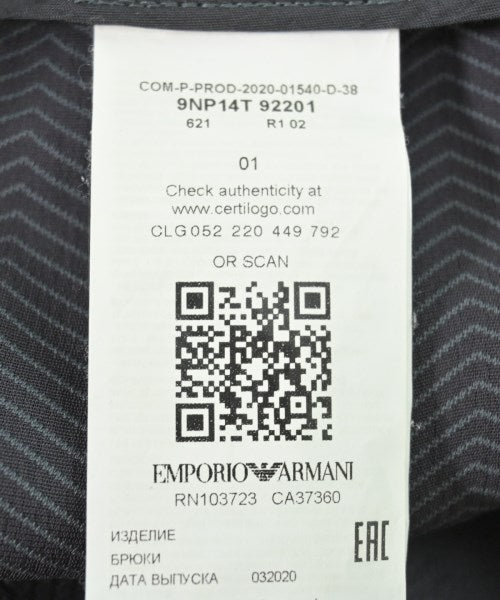 COM-P-PROD-2020-01540-D-38
9NP14T 92201
621 R1 02
01
Check authenticity at
www.certilogo.com
CLG 052 220 449 792
OR SCAN
EMPORIO ARMANI
RN103723 CA37360
ИЗДЕЛИЕ
БРЮКИ
ДАТА ВЫПУСКА 032020
EAC